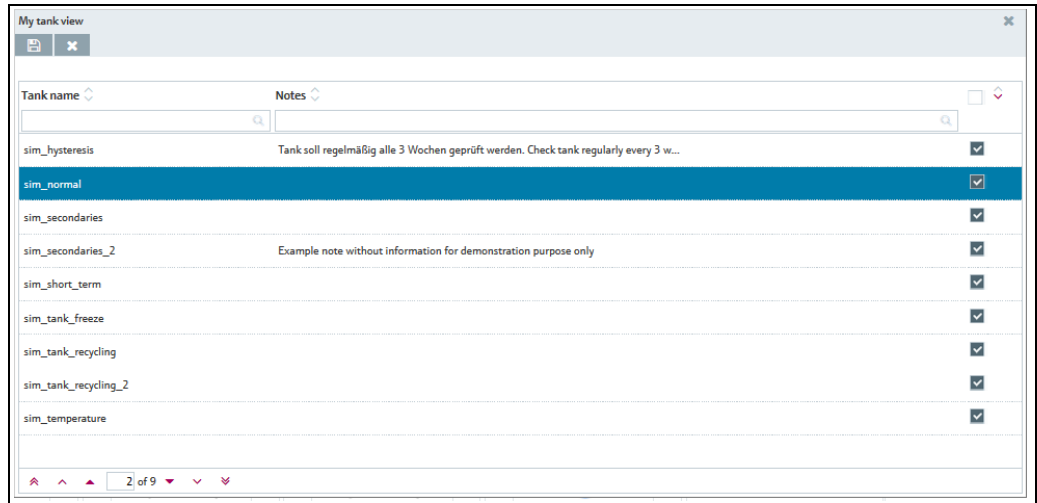 My tank view
Tank name Notes
sim_hysteresis Tank soll regelmäßig alle 3 Wochen geprüft werden. Check tank regularly every 3 w...
sim_normal
sim_secondaries
sim_secondaries_2 Example note without information for demonstration purpose only
sim_short_term
sim_tank_freeze
sim_tank_recycling
sim_tank_recycling_2
sim_temperature
2 of 9